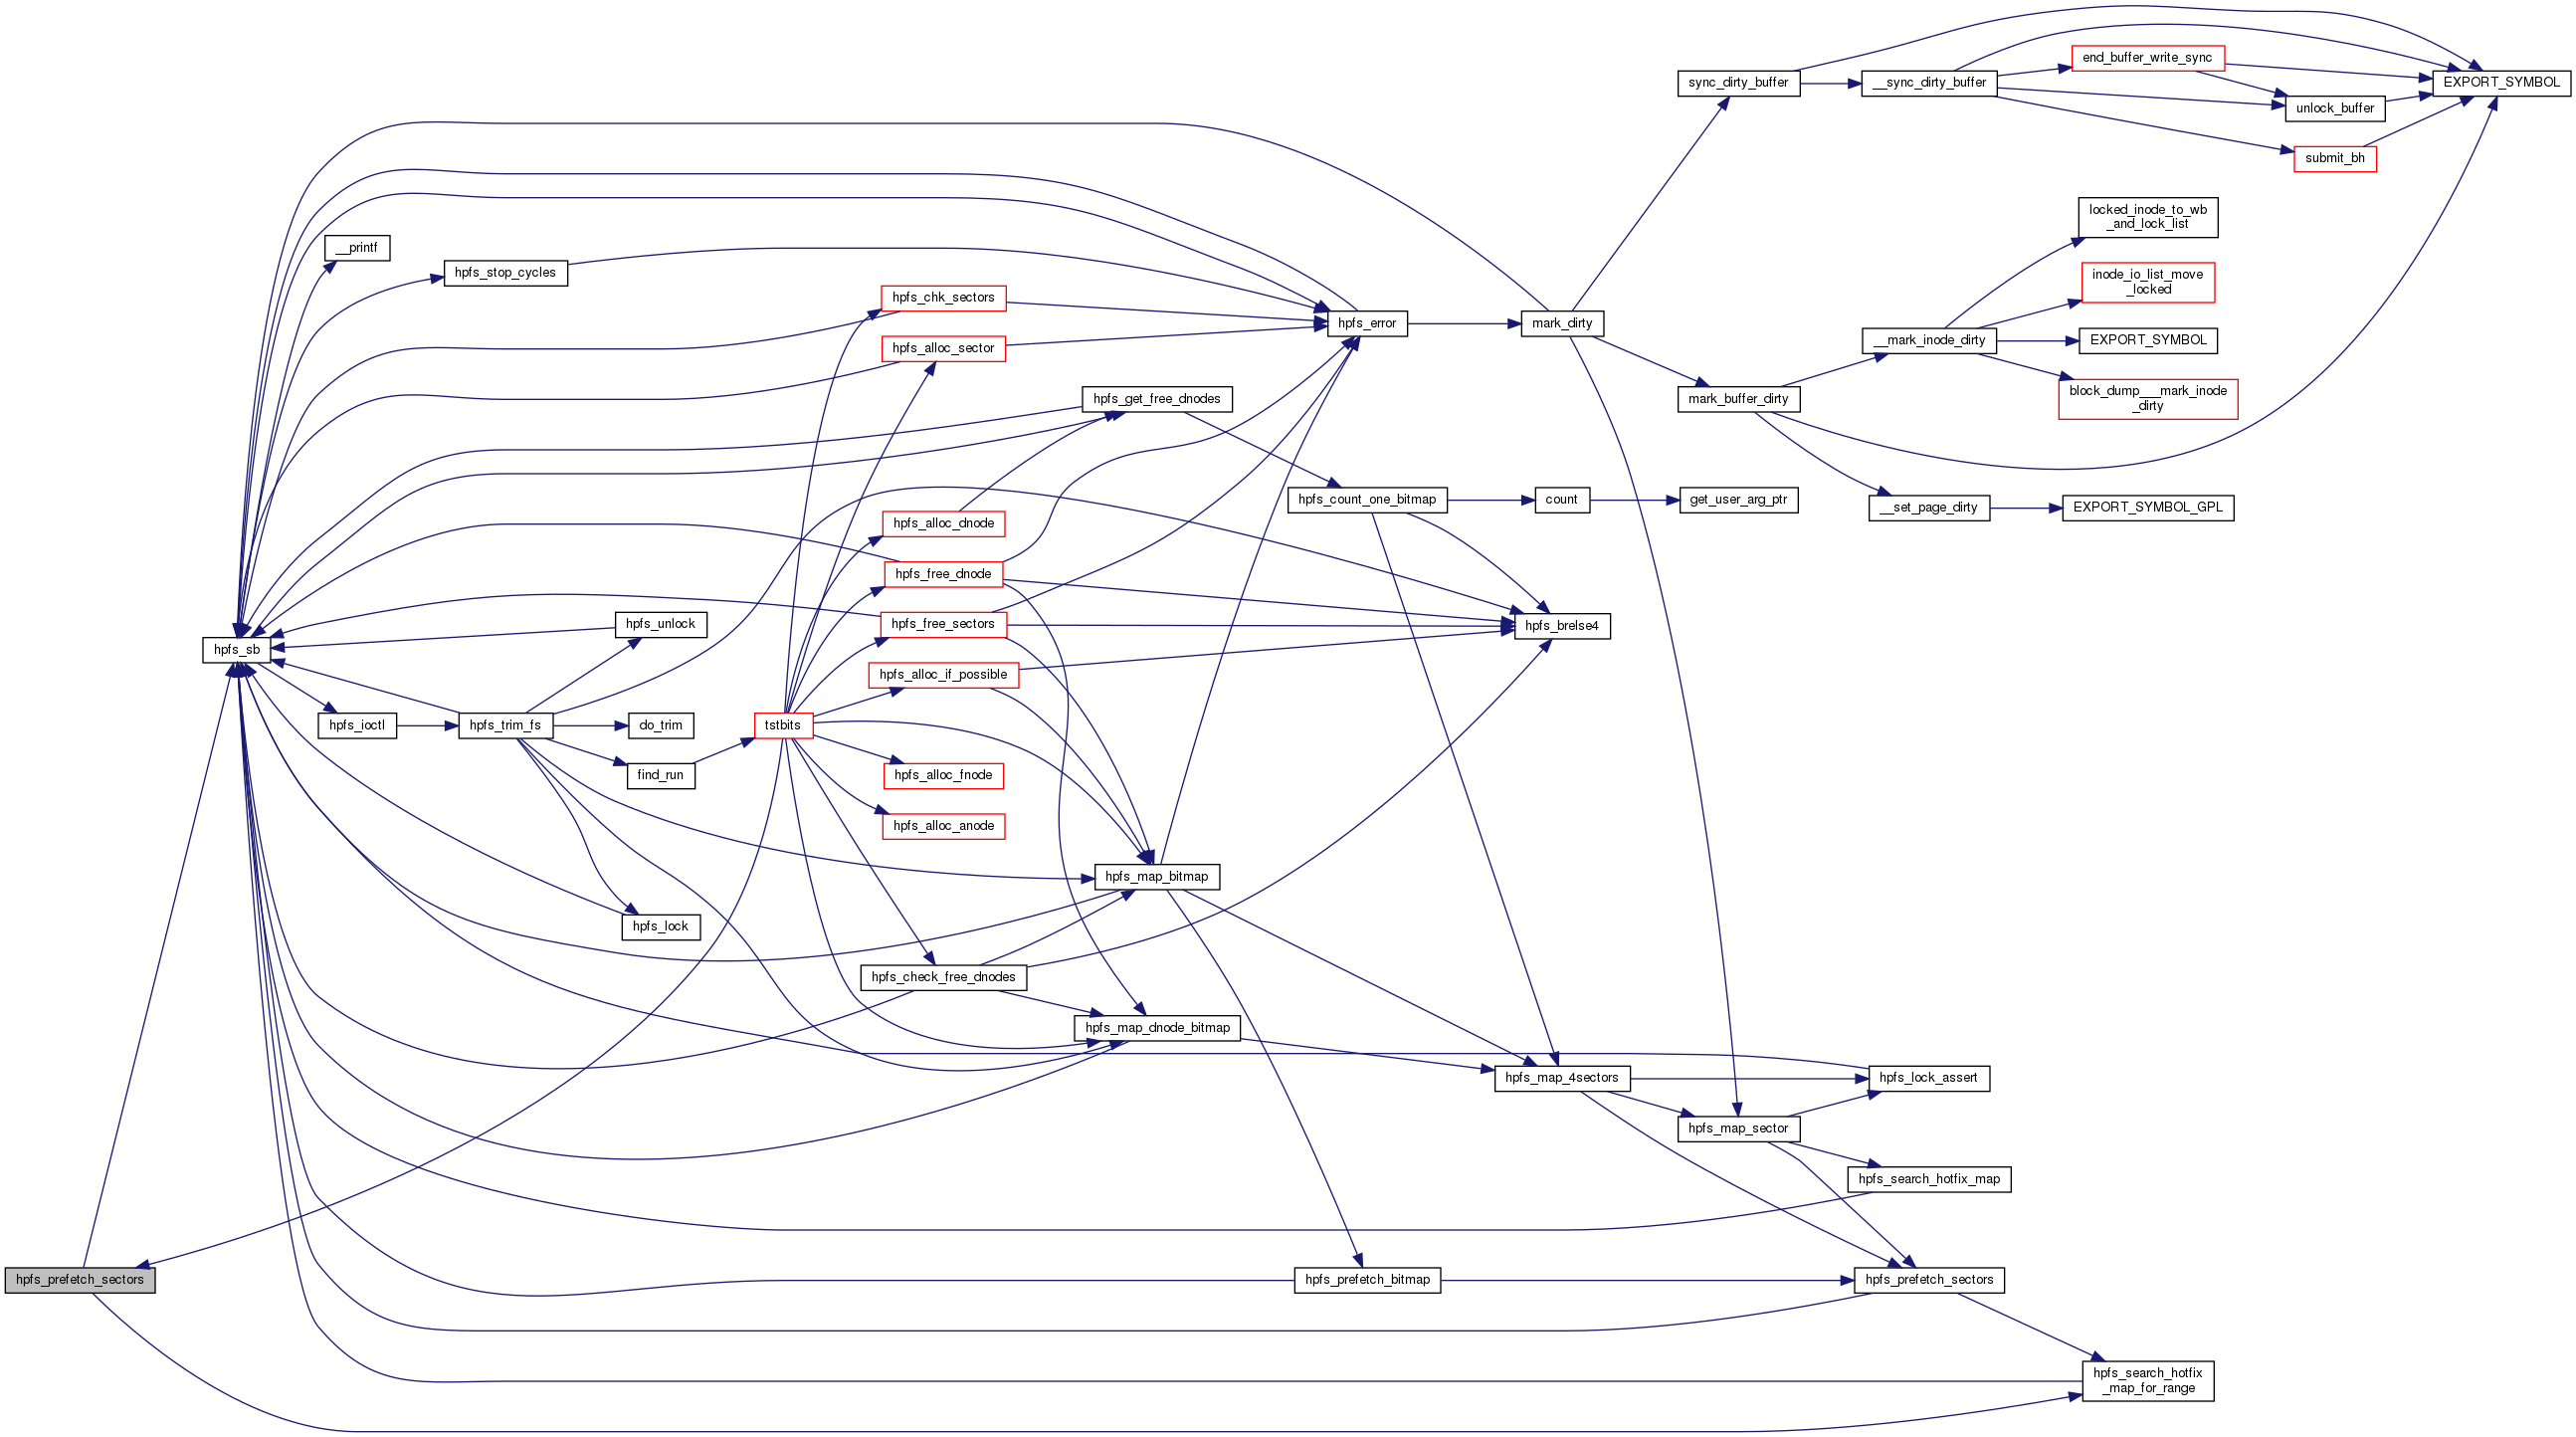 sync_dirty_buffer
__sync_dirty_buffer
end_buffer_write_sync
EXPORT_SYMBOL
unlock_buffer
submit_bh
locked_inode_to_wb
_and_lock_list
__printf
hpfs_stop_cycles
inode_io_list_move
_locked
hpfs_chk_sectors
hpfs_error
mark_dirty
__mark_inode_dirty
EXPORT_SYMBOL
hpfs_alloc_sector
hpfs_get_free_dnodes
mark_buffer_dirty
block_dump___mark_inode
_dirty
hpfs_count_one_bitmap
count
get_user_arg_ptr
__set_page_dirty
EXPORT_SYMBOL_GPL
hpfs_alloc_dnode
hpfs_free_dnode
hpfs_unlock
hpfs_free_sectors
hpfs_brelse4
hpfs_sb
hpfs_alloc_if_possible
hpfs_ioctl
hpfs_trim_fs
do_trim
tstbits
find_run
hpfs_alloc_fnode
hpfs_alloc_anode
hpfs_map_bitmap
hpfs_lock
hpfs_check_free_dnodes
hpfs_map_dnode_bitmap
hpfs_map_4sectors
hpfs_lock_assert
hpfs_map_sector
hpfs_search_hotfix_map
hpfs_prefetch_sectors
hpfs_prefetch_bitmap
hpfs_prefetch_sectors
hpfs_search_hotfix
_map_for_range